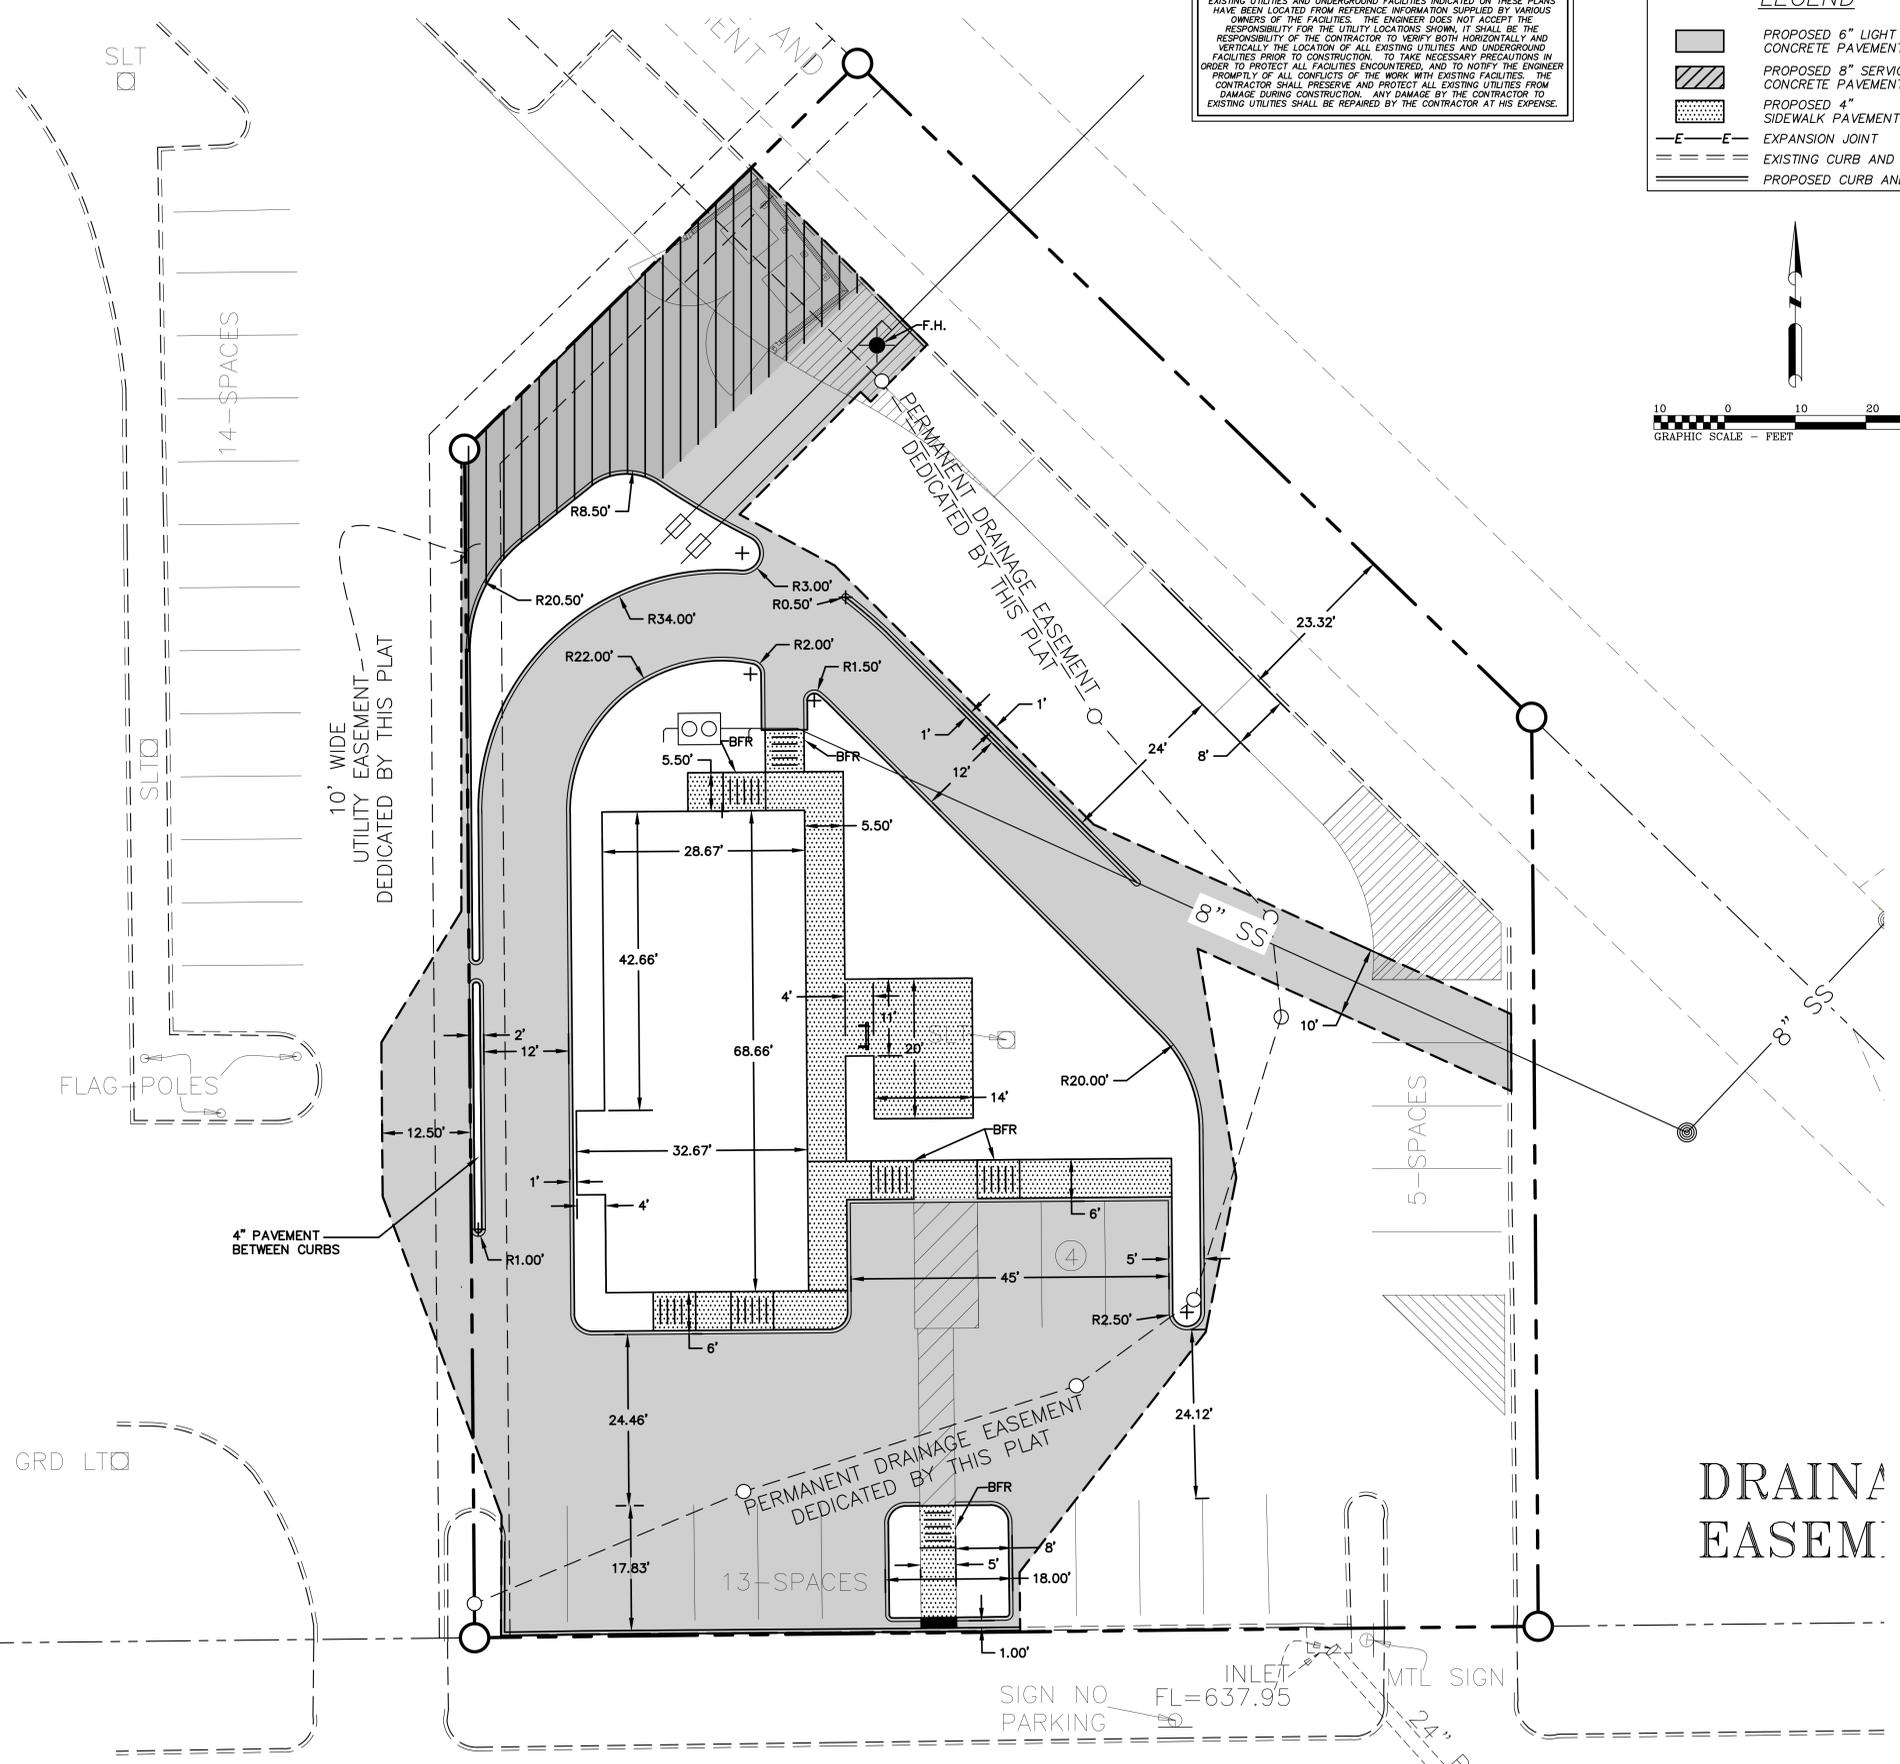 EXISTING UTILITIES AND UNDERGROUND FACILITIES INDICATED ON THESE PLANS
HAVE BEEN LOCATED FROM REFERENCE INFORMATION SUPPLIED BY VARIOUS
OWNERS OF THE FACILITIES. THE ENGINEER DOES NOT ACCEPT THE
RESPONSIBILITY FOR THE UTILITY LOCATIONS SHOWN, IT SHALL BE THE
RESPONSIBILITY OF THE CONTRACTOR TO VERIFY BOTH HORIZONTALLY AND
VERTICALLY THE LOCATION OF ALL EXISTING UTILITIES AND UNDERGROUND
FACILITIES PRIOR TO CONSTRUCTION. TO TAKE NECESSARY PRECAUTIONS IN
ORDER TO PROTECT ALL FACILITIES ENCOUNTERED, AND TO NOTIFY THE ENGINEER
PROMPTLY OF ALL CONFLICTS OF THE WORK WITH EXISTING FACILITIES. THE
CONTRACTOR SHALL PRESERVE AND PROTECT ALL EXISTING UTILITIES FROM
DAMAGE DURING CONSTRUCTION. ANY DAMAGE BY THE CONTRACTOR TO
EXISTING UTILITIES SHALL BE REPAIRED BY THE CONTRACTOR AT HIS EXPENSE.
LEGEND
PROPOSED 6" LIGHT
CONCRETE PAVEMENT
PROPOSED 8" SERVIC
CONCRETE PAVEMENT
PROPOSED 4"
SIDEWALK PAVEMENT
E E EXPANSION JOINT
EXISTING CURB AND
PROPOSED CURB AN
N
10 0 10 20
GRAPHIC SCALE - FEET
SLT
AND
ENT
14-SPACES
F.H.
PERMANENT DRAINAGE EASEMENT
DEDICATED BY THIS PLAT
R8.50'
R20.50'
R3.00'
R0.50'
R34.00'
R22.00'
R2.00'
R1.50'
23.32'
10' WIDE
UTILITY EASEMENT
DEDICATED BY THIS PLAT
SLT
1'
1'
12'
24'
8'
BFR
BFR
5.50'
5.50'
28.67'
42.66'
68.66'
8" SS
8" SS
4'
11'
20'
SLT
14'
10'
2'
12'
R20.00'
FLAG POLES
12.50'
32.67'
BFR
5-SPACES
1'
4'
6'
4" PAVEMENT
BETWEEN CURBS
R1.00'
4
5'
45'
R2.50'
6'
24.46'
24.12'
PERMANENT DRAINAGE EASEMENT
DEDICATED BY THIS PLAT
GRD LT
BFR
8'
5'
17.83'
13-SPACES
18.00'
1.00'
DRAINA
EASEM
INLET
FL=637.95
MTL SIGN
SIGN NO
PARKING
24"